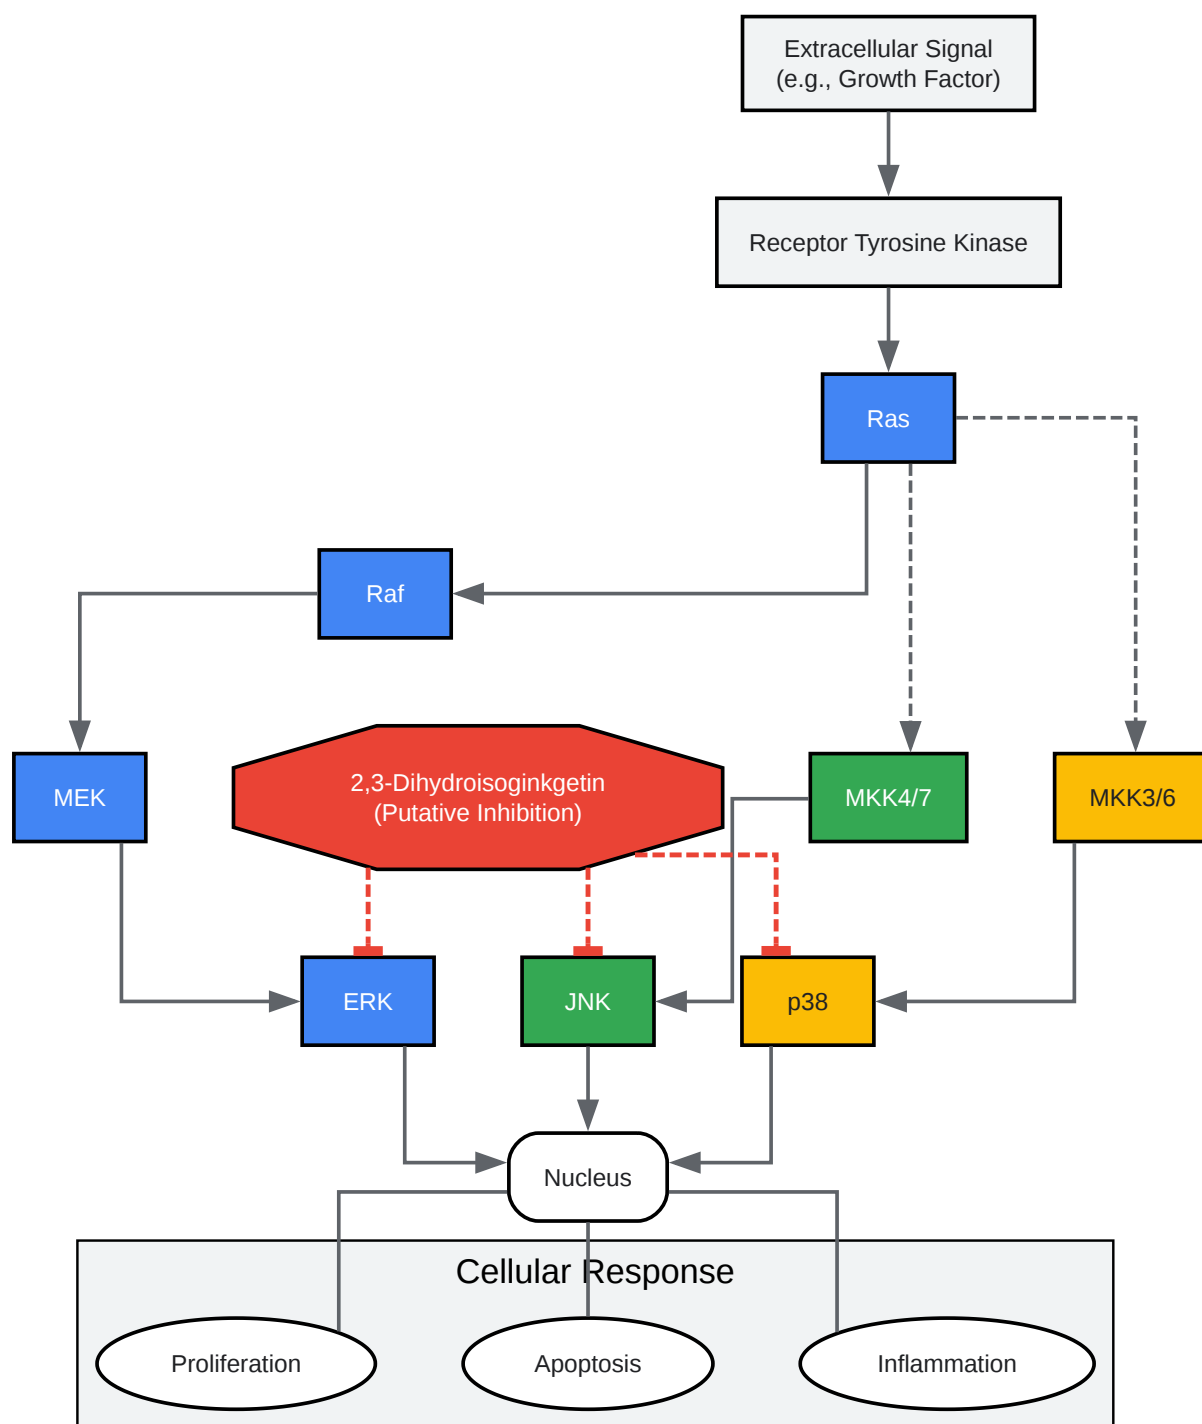 Extracellular Signal
(e.g., Growth Factor)
Receptor Tyrosine Kinase
Ras
Raf
MEK
2,3-Dihydroisoginkgetin
(Putative Inhibition)
MKK4/7
MKK3/6
ERK
JNK
p38
Nucleus
Cellular Response
Proliferation
Apoptosis
Inflammation